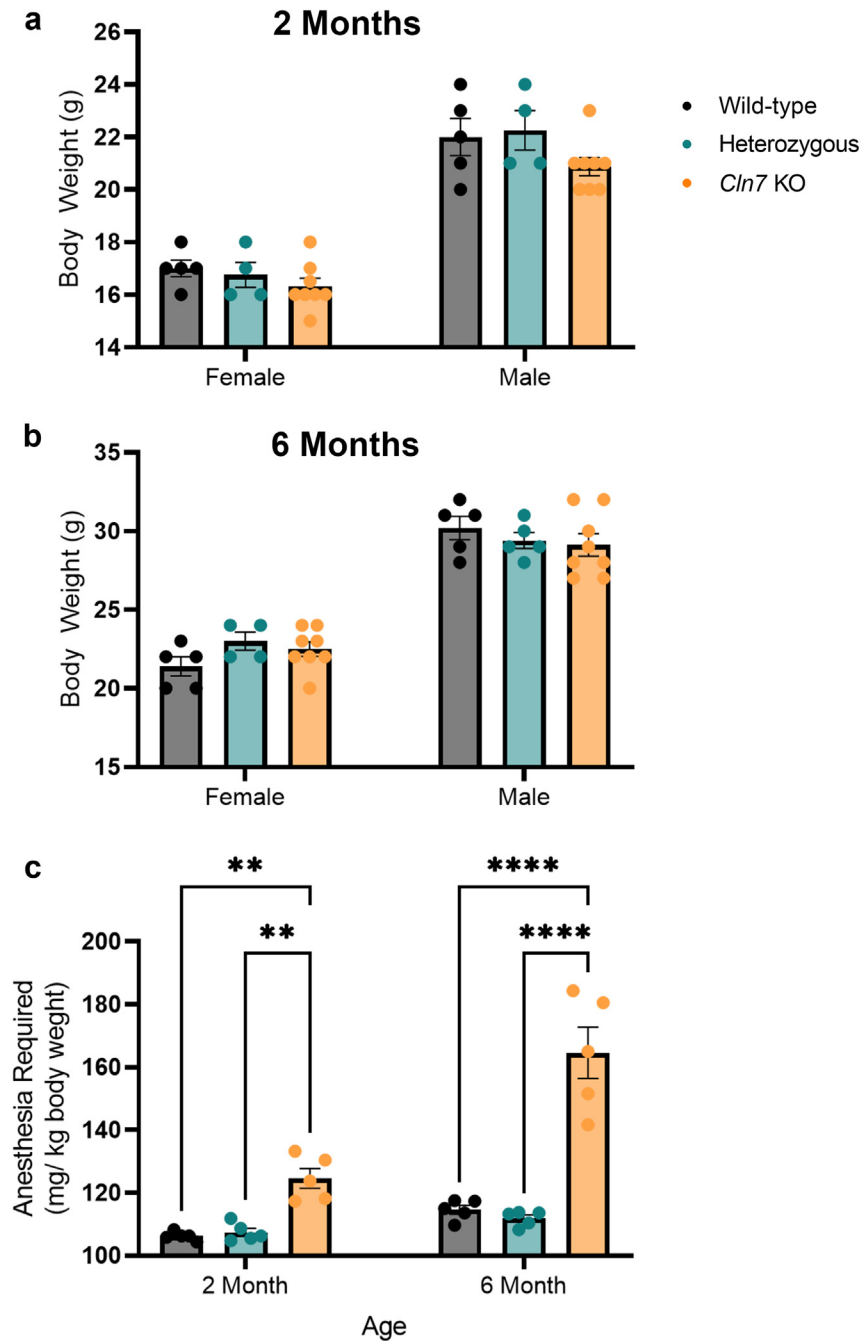 a
2 Months
26
24
22
20
18
16
14
Body Weight (g)
Female
Male
Wild-type
Heterozygous
Cln7 KO
b
6 Months
35
30
25
20
15
Body Weight (g)
Female
Male
c
**
****
**
****
200
180
160
140
120
100
Anesthesia Required
(mg/ kg body weght)
2 Month
6 Month
Age